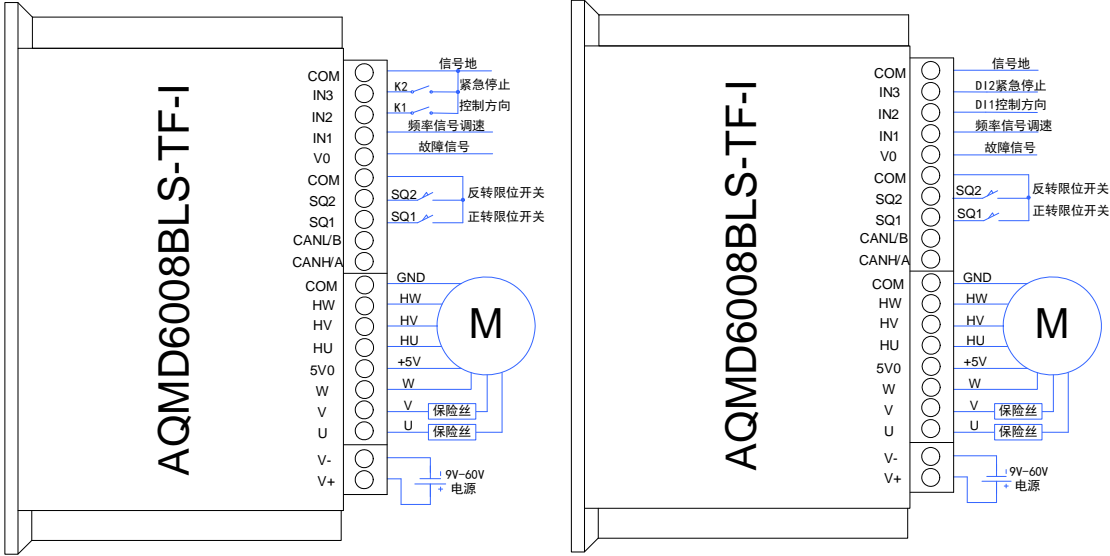 AQMD6008BLS-TF-I
COM 信号地
IN3 K2 紧急停止
IN2 K1 控制方向
IN1 频率信号调速
V0 故障信号
COM
SQ2 SQ2 反转限位开关
SQ1 SQ1 正转限位开关
CANL/B
CANH/A
COM GND
HW HW
HV HV
HU HU
5V0 +5V
W W
V V 保险丝
U U 保险丝
M
V-
V+
9V-60V
+
电源
AQMD6008BLS-TF-I
COM 信号地
IN3 DI2紧急停止
IN2 DI1控制方向
IN1 频率信号调速
V0 故障信号
COM
SQ2 SQ2 反转限位开关
SQ1 SQ1 正转限位开关
CANL/B
CANH/A
COM GND
HW HW
HV HV
HU HU
5V0 +5V
W W
V V 保险丝
U U 保险丝
M
V-
V+
9V-60V
+
电源